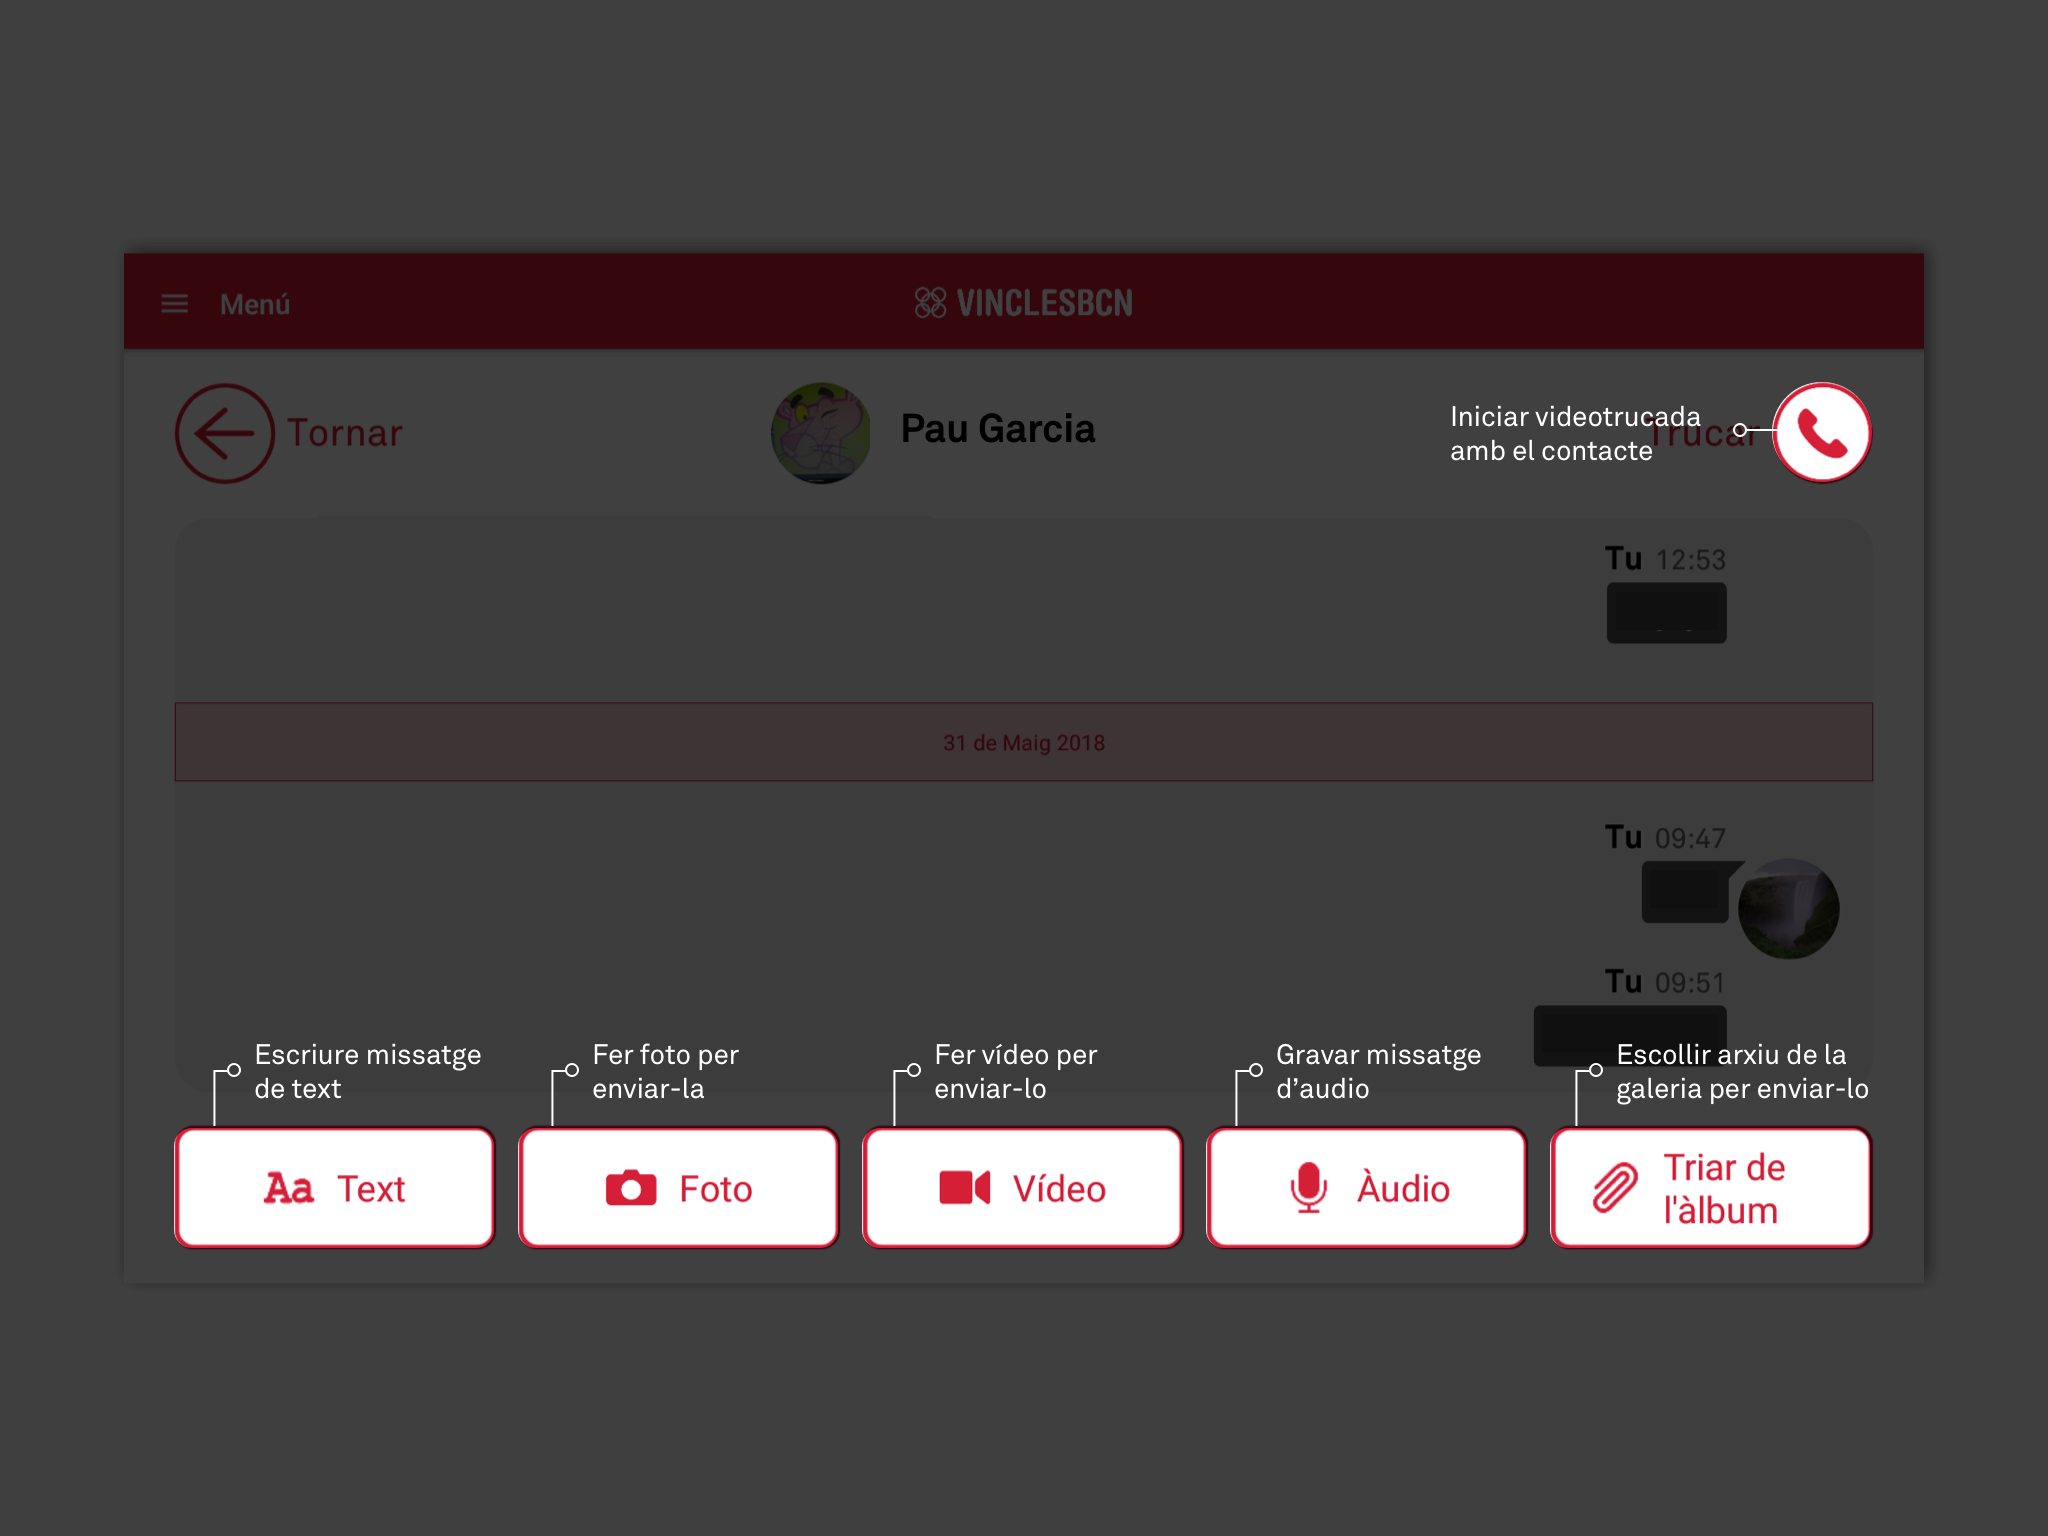 Menú
VINCLESBCN
Tornar
Pau Garcia
Iniciar videotrucada
amb el contacte
Trucar
Tu 12:53
31 de Maig 2018
Tu 09:47
Tu 09:51
Escriure missatge
de text
Fer foto per
enviar-la
Fer vídeo per
enviar-lo
Gravar missatge
d’audio
Escollir arxiu de la
galeria per enviar-lo
Aa Text
Foto
Vídeo
Àudio
Triar de
l'àlbum